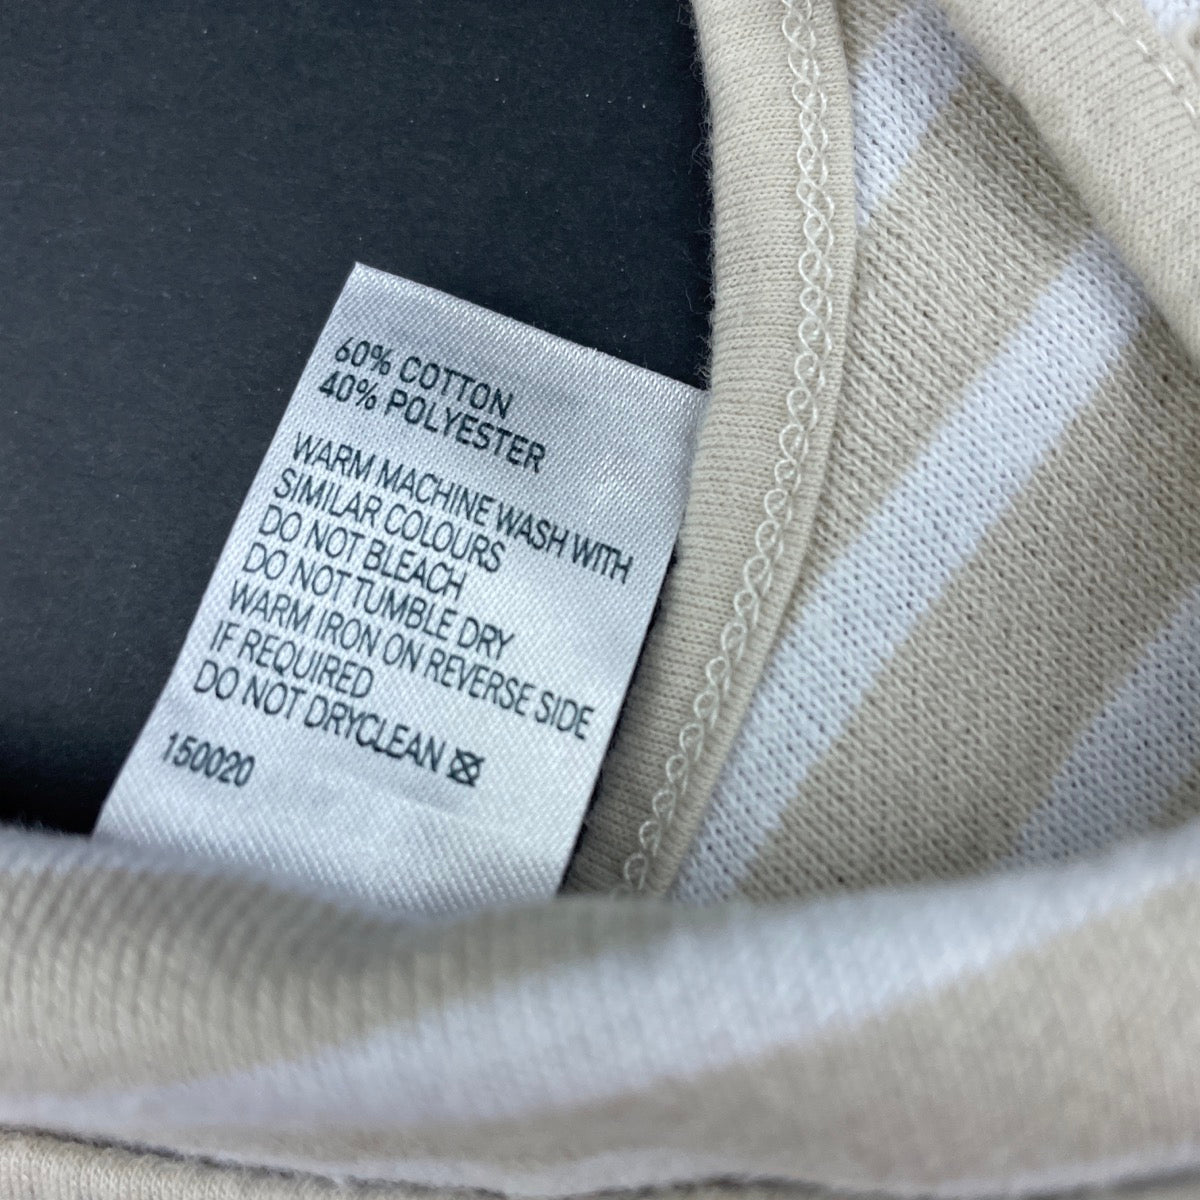 60% COTTON
40% POLYESTER
WARM MACHINE WASH WITH
SIMILAR COLOURS
DO NOT BLEACH
DO NOT TUMBLE DRY
WARM IRON ON REVERSE SIDE
IF REQUIRED
DO NOT DRYCLEAN
150020